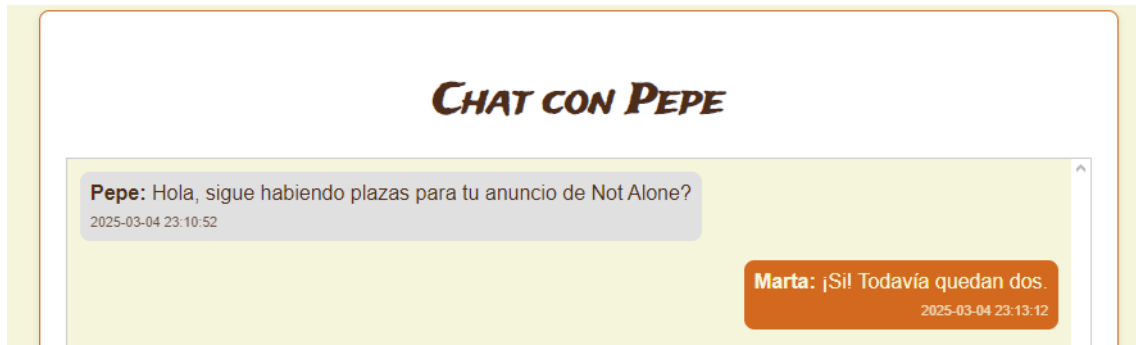 Chat con Pepe
Pepe: Hola, sigue habiendo plazas para tu anuncio de Not Alone?
2025-03-04 23:10:52
Marta: ¡Si! Todavía quedan dos.
2025-03-04 23:13:12